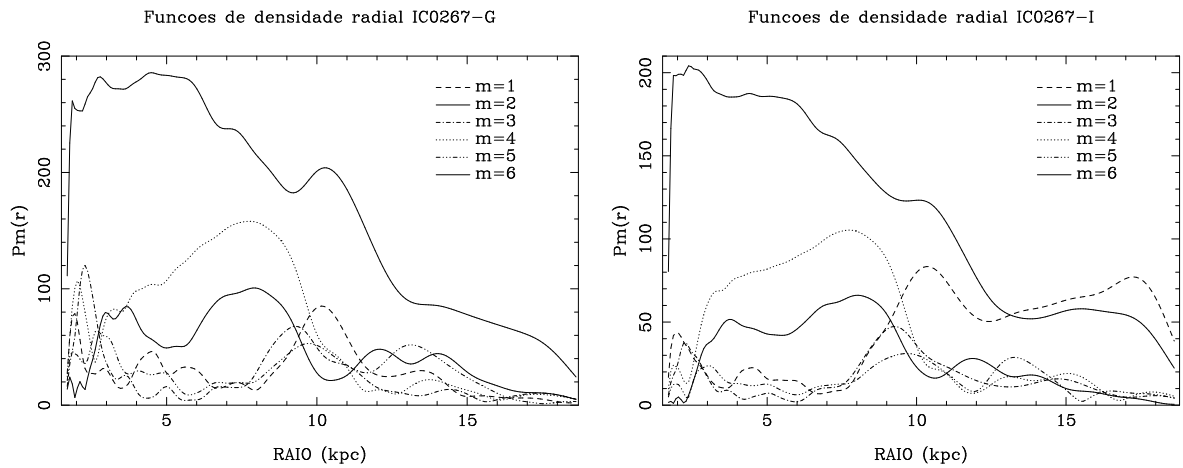 Funcoes de densidade radial IC0267-G
Pm(r)
300
200
100
0
m=1
m=2
m=3
m=4
m=5
m=6
5
10
15
RAIO (kpc)
Funcoes de densidade radial IC0267-I
Pm(r)
200
150
100
50
0
m=1
m=2
m=3
m=4
m=5
m=6
5
10
15
RAIO (kpc)